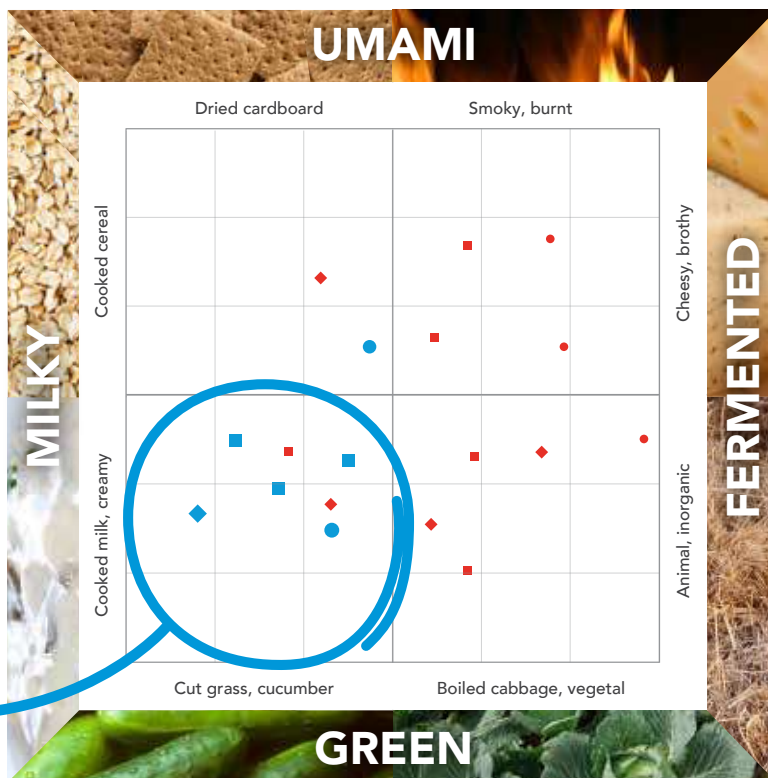 UMAMI
Dried cardboard
Smoky, burnt
Cooked cereal
Cheesy, brothy
MILKY
FERMENTED
Cooked milk, creamy
Animal, inorganic
Cut grass, cucumber
Boiled cabbage, vegetal
GREEN